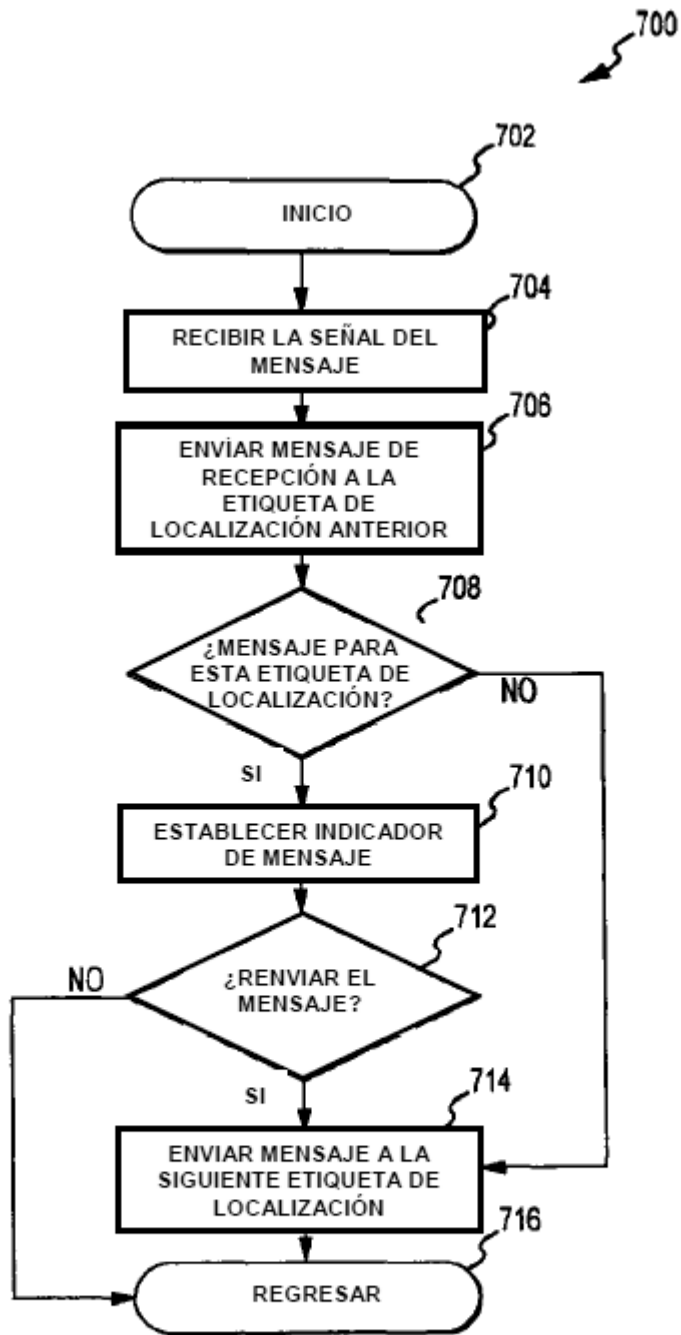 700
702
INICIO
704
RECIBIR LA SEÑAL DEL
MENSAJE
706
ENVÍAR MENSAJE DE
RECEPCIÓN A LA
ETIQUETA DE
LOCALIZACIÓN ANTERIOR
708
¿MENSAJE PARA
ESTA ETIQUETA DE
LOCALIZACIÓN?
NO
SI
710
ESTABLECER INDICADOR
DE MENSAJE
712
NO
¿RENVIAR EL
MENSAJE?
SI
714
ENVIAR MENSAJE A LA
SIGUIENTE ETIQUETA DE
LOCALIZACIÓN
716
REGRESAR